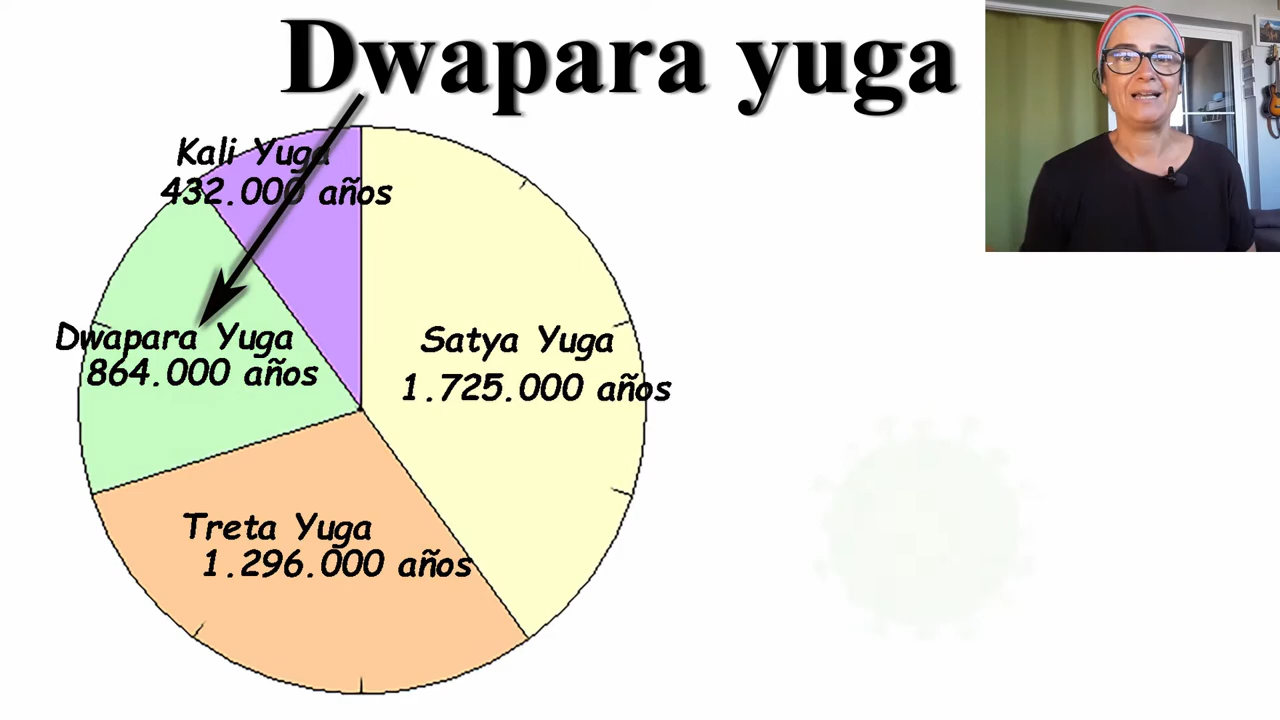 Dwapara yuga
Kali Yuga
432.000 años
Dwapara Yuga
864.000 años
Satya Yuga
1.725.000 años
Treta Yuga
1.296.000 años